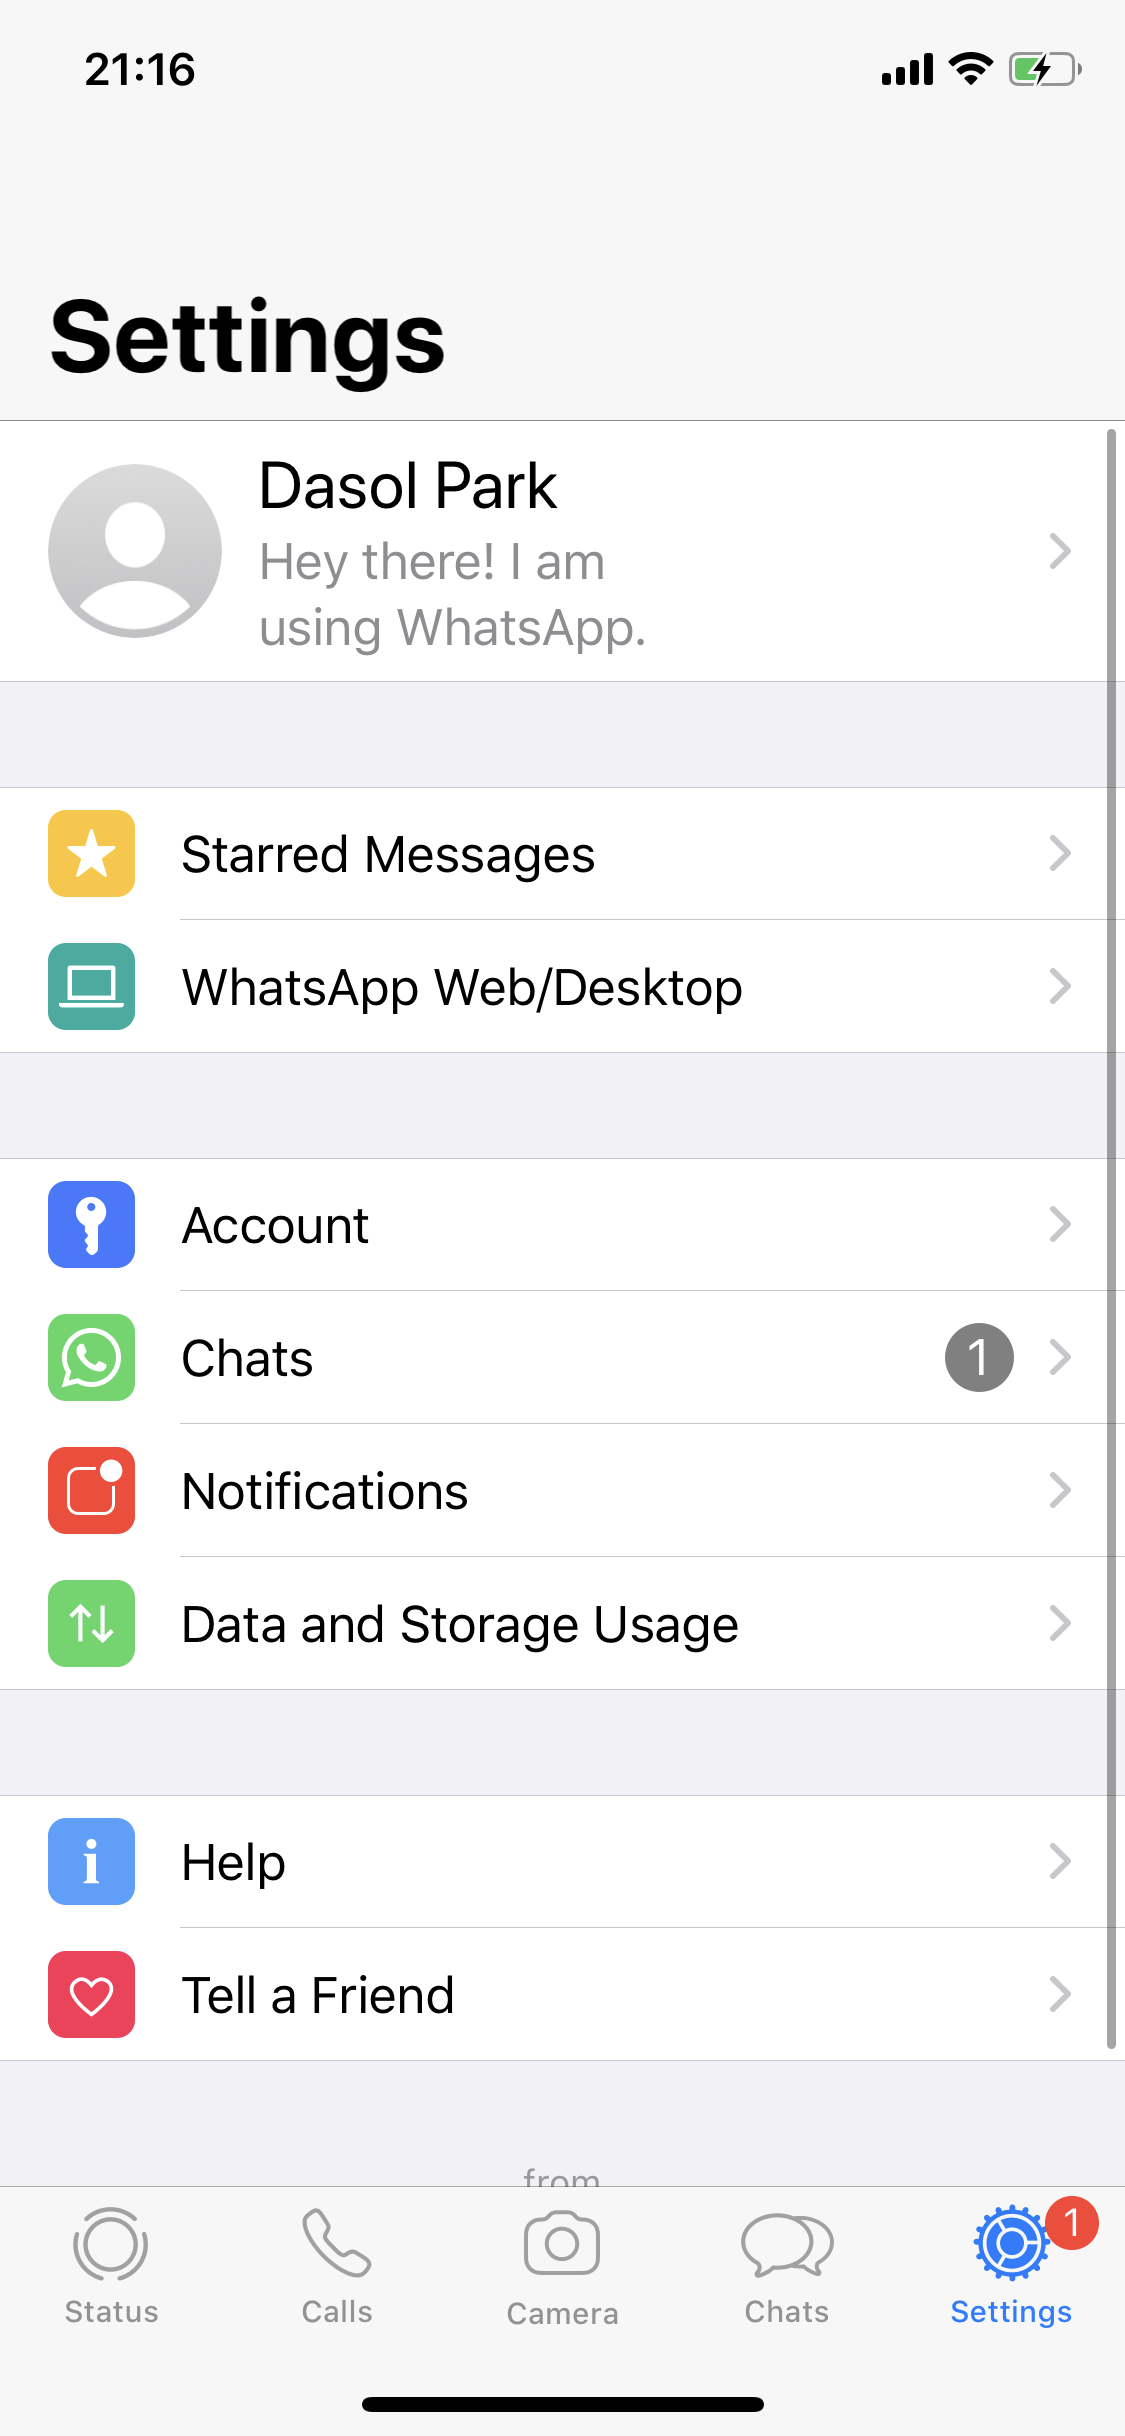 21:16
Settings
Dasol Park
Hey there! I am
using WhatsApp.
Starred Messages
WhatsApp Web/Desktop
Account
Chats
1
Notifications
Data and Storage Usage
Help
Tell a Friend
from
1
Status
Calls
Camera
Chats
Settings